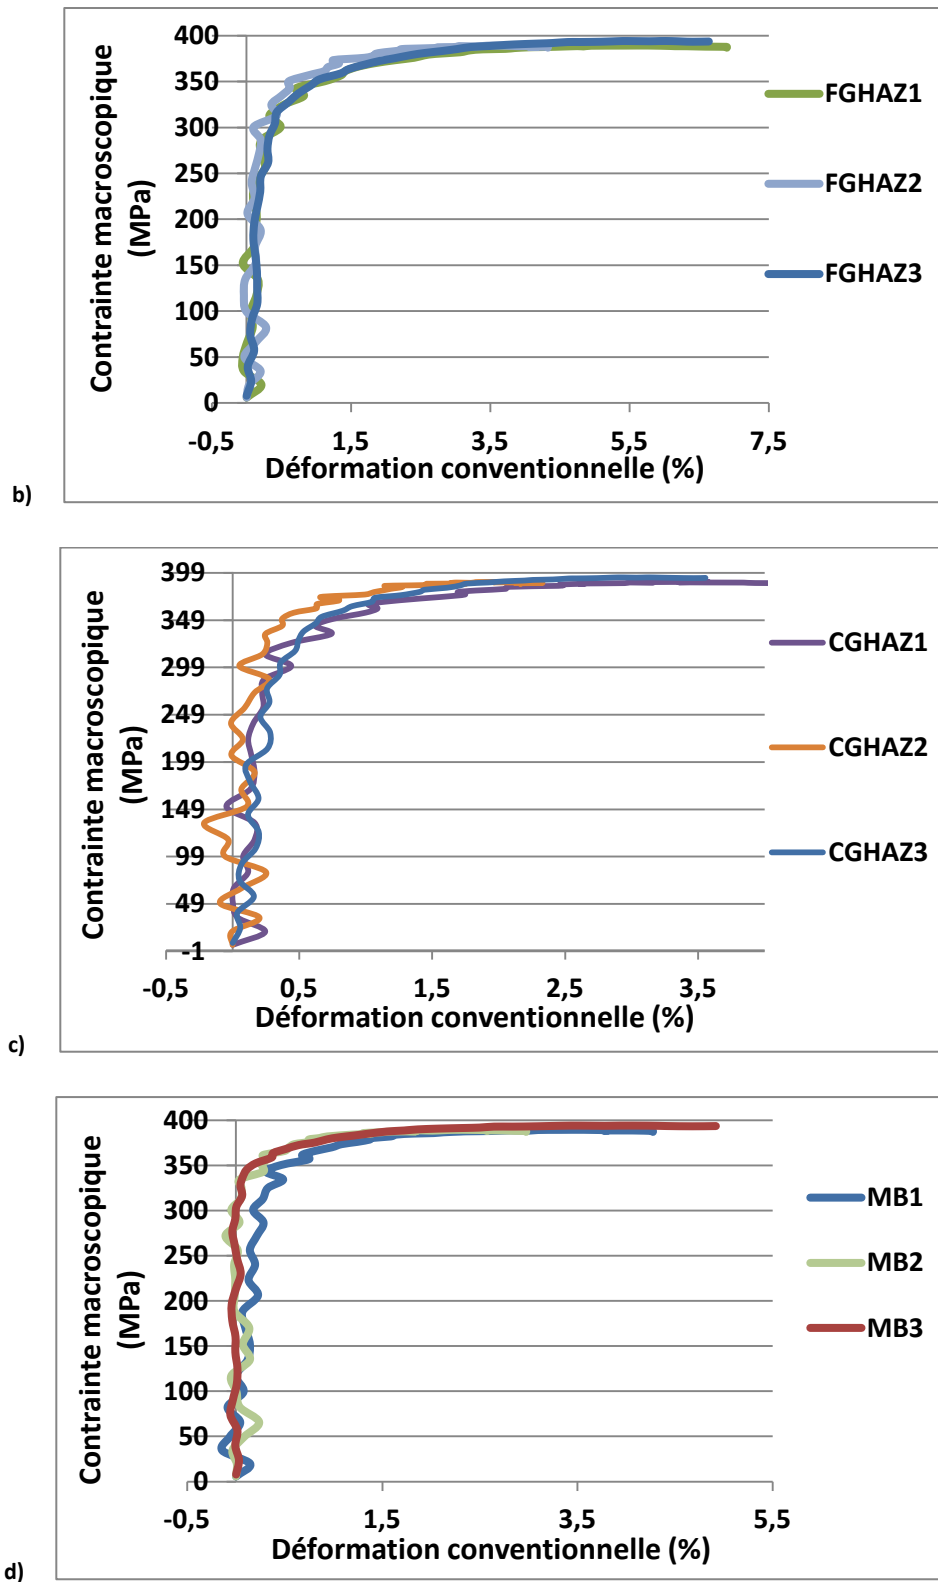 400
350
300
250
200
150
100
50
0
Contrainte macroscopique
(MPa)
-0,5 1,5 3,5 5,5 7,5
Déformation conventionnelle (%)
FGHAZ1
FGHAZ2
FGHAZ3
b)
399
349
299
249
199
149
99
49
-1
Contrainte macroscopique
(MPa)
-0,5 0,5 1,5 2,5 3,5
Déformation conventionnelle (%)
CGHAZ1
CGHAZ2
CGHAZ3
c)
400
350
300
250
200
150
100
50
0
Contrainte macroscopique
(MPa)
-0,5 1,5 3,5 5,5
Déformation conventionnelle (%)
MB1
MB2
MB3
d)